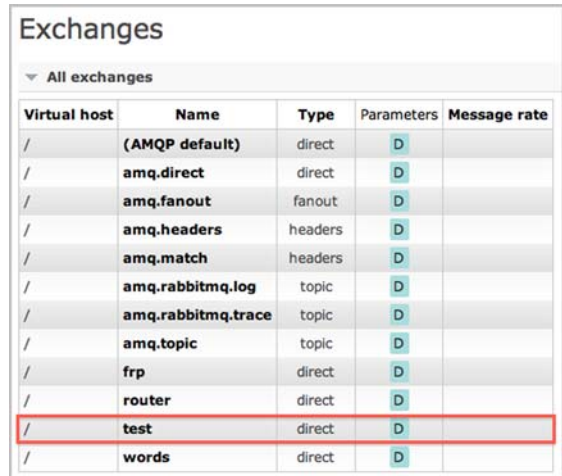 Exchanges
All exchanges
Virtual host Name Type Parameters Message rate
/ (AMQP default) direct D
/ amq.direct direct D
/ amq.fanout fanout D
/ amq.headers headers D
/ amq.match headers D
/ amq.rabbitmq.log topic D
/ amq.rabbitmq.trace topic D
/ amq.topic topic D
/ frp direct D
/ router direct D
/ test direct D
/ words direct D